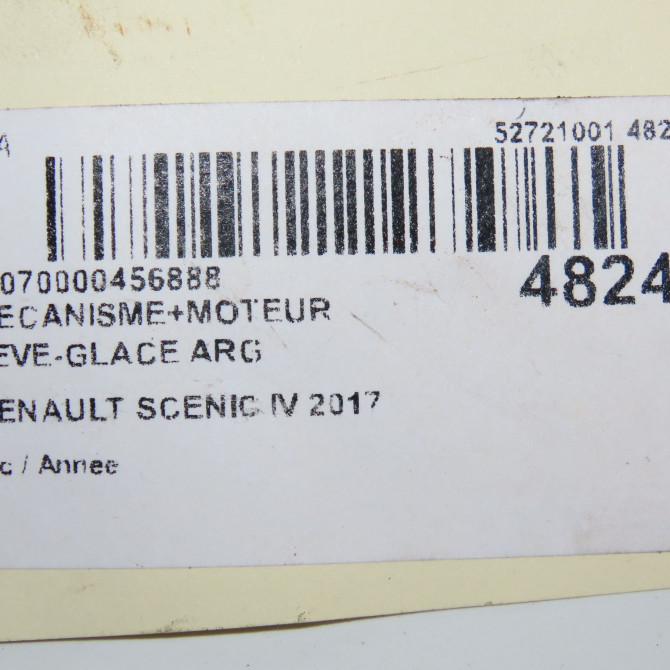 A
52721001 482
070000456888
4824
ECANISME+MOTEUR
EVE-GLACE ARG
ENAULT SCENIC IV 2017
c / Annee